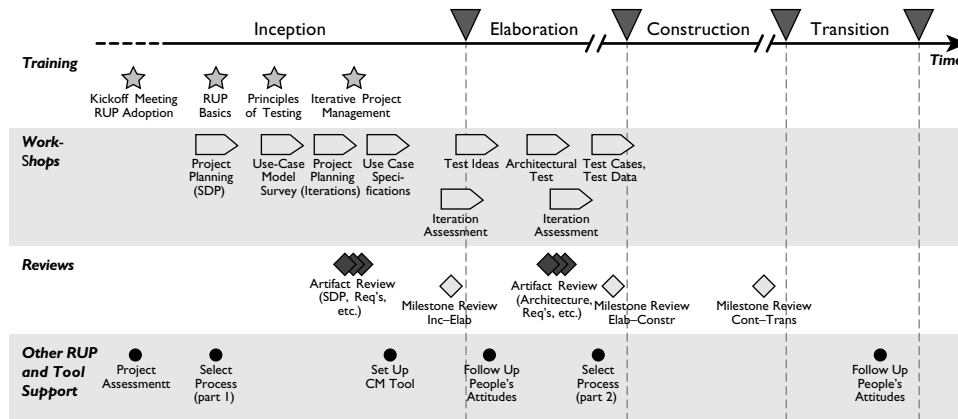 Inception
Elaboration
Construction
Transition
Time
Training
Kickoff Meeting
RUP Adoption
RUP
Basics
Principles
of Testing
Iterative Project
Management
Work-
Shops
Project
Planning
(SDP)
Use-Case
Model
Survey
Project
Planning
(Iterations)
Use Case
Speci-
fications
Test Ideas
Architectural
Test
Test Cases,
Test Data
Iteration
Assessment
Iteration
Assessment
Reviews
Artifact Review
(SDP, Req's,
etc.)
Milestone Review
Inc–Elab
Artifact Review
(Architecture,
Req's, etc.)
Milestone Review
Elab–Constr
Milestone Review
Cont–Trans
Other RUP
and Tool
Support
Project
Assessmentt
Select
Process
(part 1)
Set Up
CM Tool
Follow Up
People's
Attitudes
Select
Process
(part 2)
Follow Up
People's
Attitudes